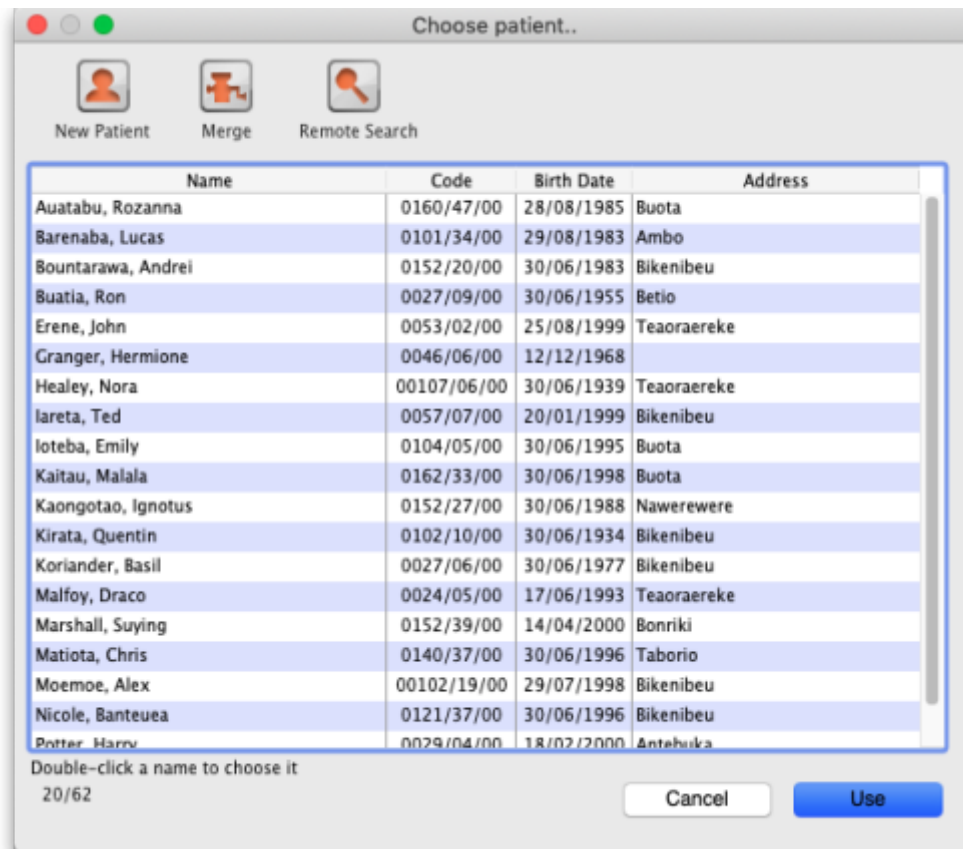 Choose patient..
New Patient Merge Remote Search
Name Code Birth Date Address
Auatabu, Rozanna 0160/47/00 28/08/1985 Buota
Barenaba, Lucas 0101/34/00 29/08/1983 Ambo
Bountarawa, Andrei 0152/20/00 30/06/1983 Bikenibeu
Buatia, Ron 0027/09/00 30/06/1955 Betio
Erene, John 0053/02/00 25/08/1999 Teaoraereke
Granger, Hermione 0046/06/00 12/12/1968
Healey, Nora 00107/06/00 30/06/1939 Teaoraereke
Iareta, Ted 0057/07/00 20/01/1999 Bikenibeu
Ioteba, Emily 0104/05/00 30/06/1995 Buota
Kaitau, Malala 0162/33/00 30/06/1998 Buota
Kaongotao, Ignotus 0152/27/00 30/06/1988 Nawerewere
Kirata, Quentin 0102/10/00 30/06/1934 Bikenibeu
Koriander, Basil 0027/06/00 30/06/1977 Bikenibeu
Malfoy, Draco 0024/05/00 17/06/1993 Teaoraereke
Marshall, Suying 0152/39/00 14/04/2000 Bonriki
Matiota, Chris 0140/37/00 30/06/1996 Taborio
Moemoe, Alex 00102/19/00 29/07/1998 Bikenibeu
Nicole, Banteuea 0121/37/00 30/06/1996 Bikenibeu
Potter, Harry 0029/04/00 18/02/2000 Antebuka
Double-click a name to choose it
20/62
Cancel Use